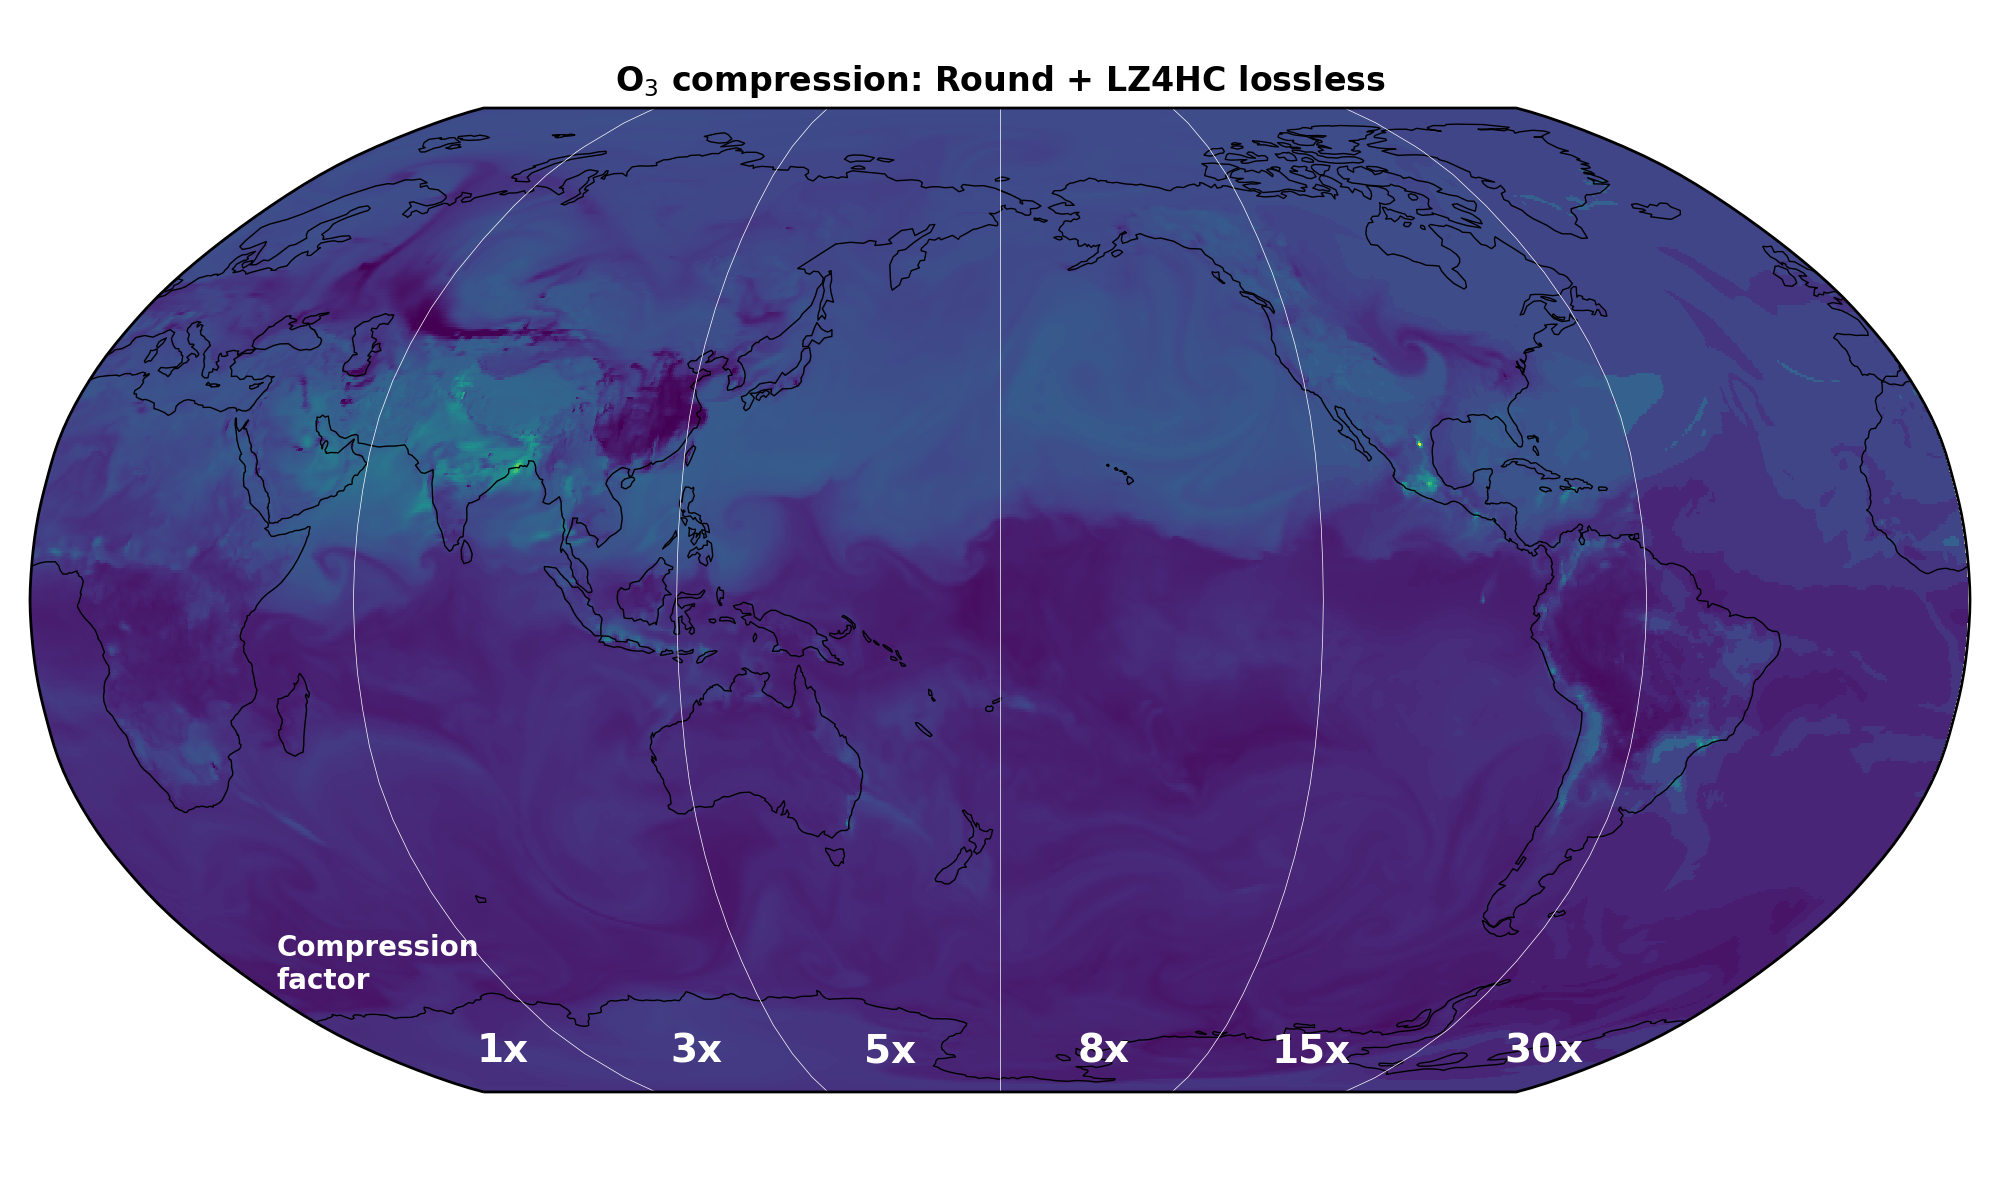 O₃ compression: Round + LZ4HC lossless
Compression
factor
1x 3x 5x 8x 15x 30x